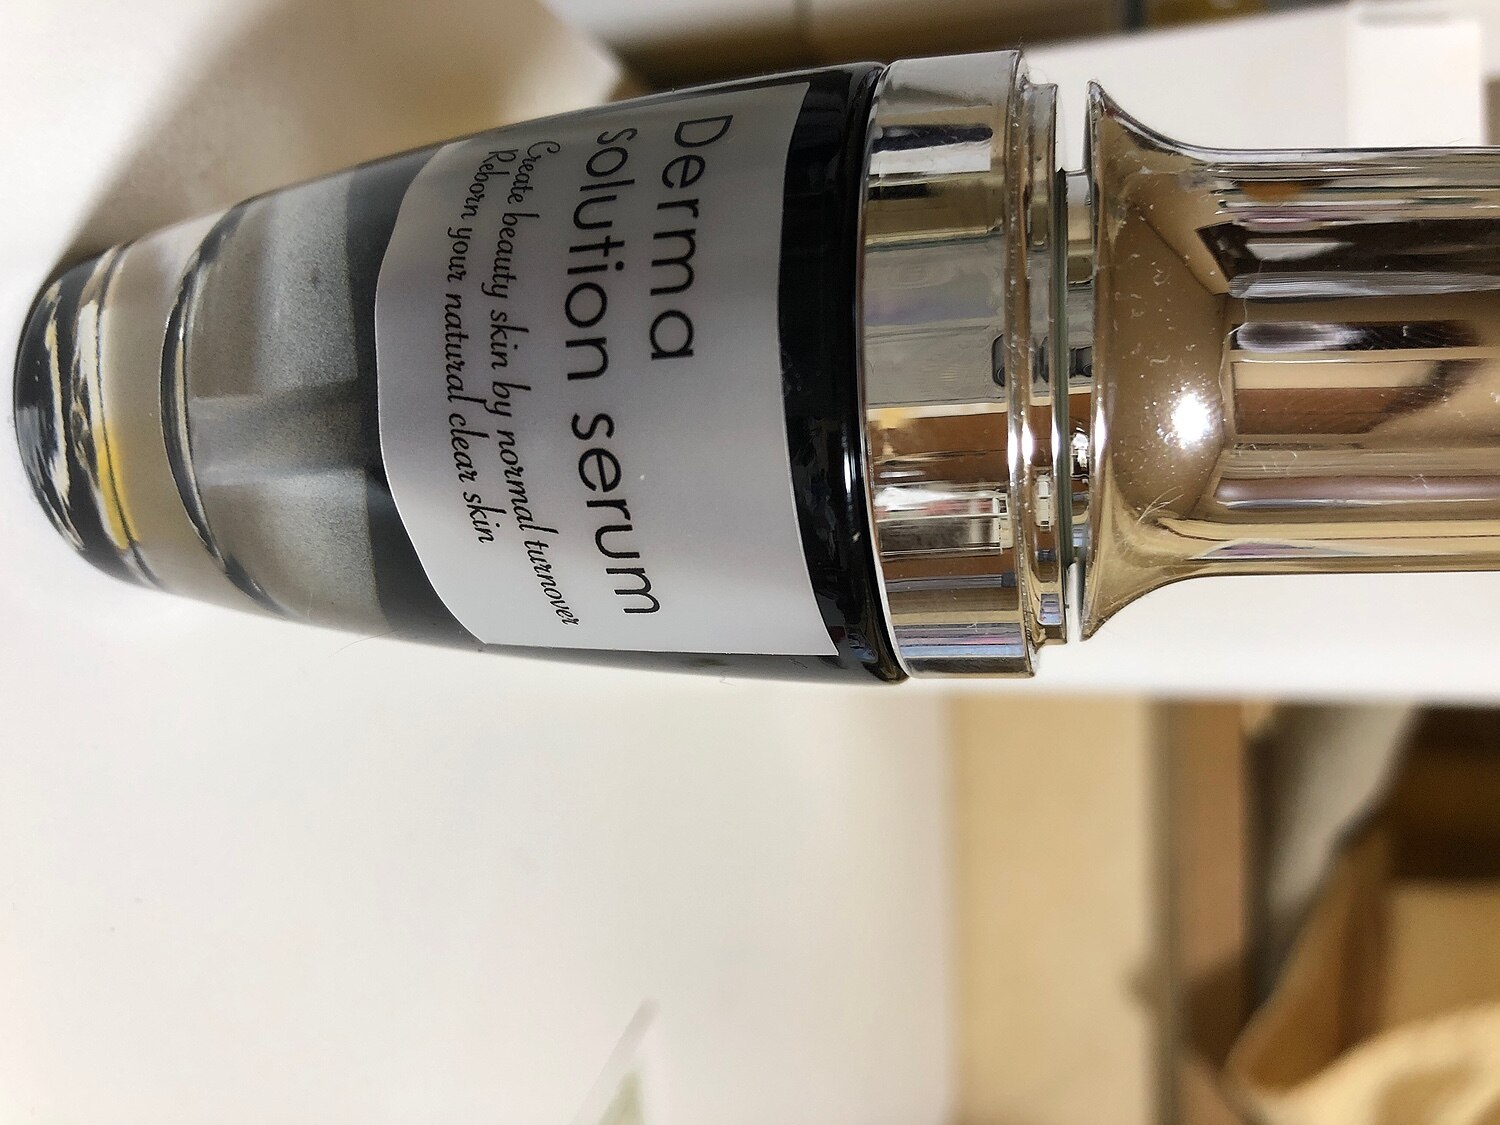 Derma
solution serum
Create beauty skin by normal turnover
Reborn your natural clear skin